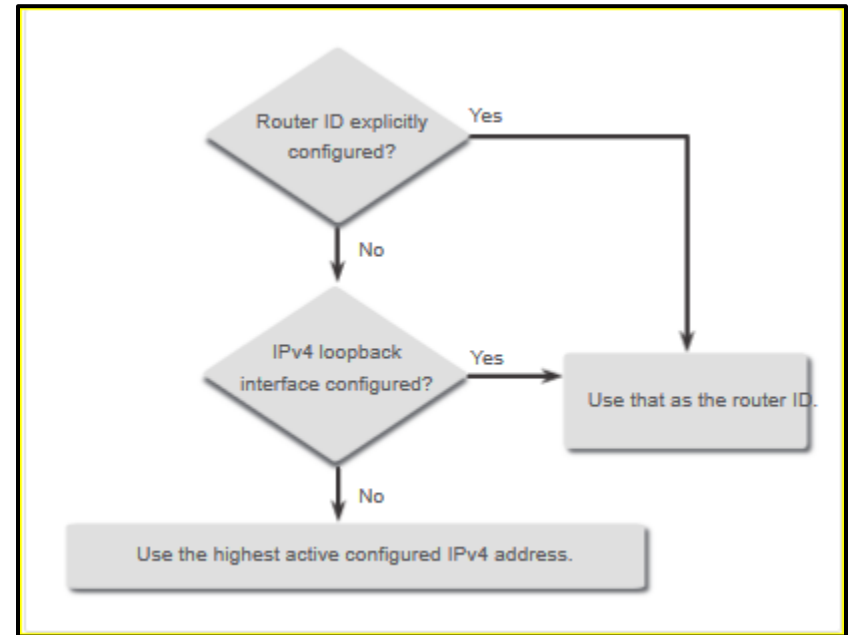 Router ID explicitly
configured?
Yes
No
IPv4 loopback
interface configured?
Yes
Use that as the router ID.
No
Use the highest active configured IPv4 address.